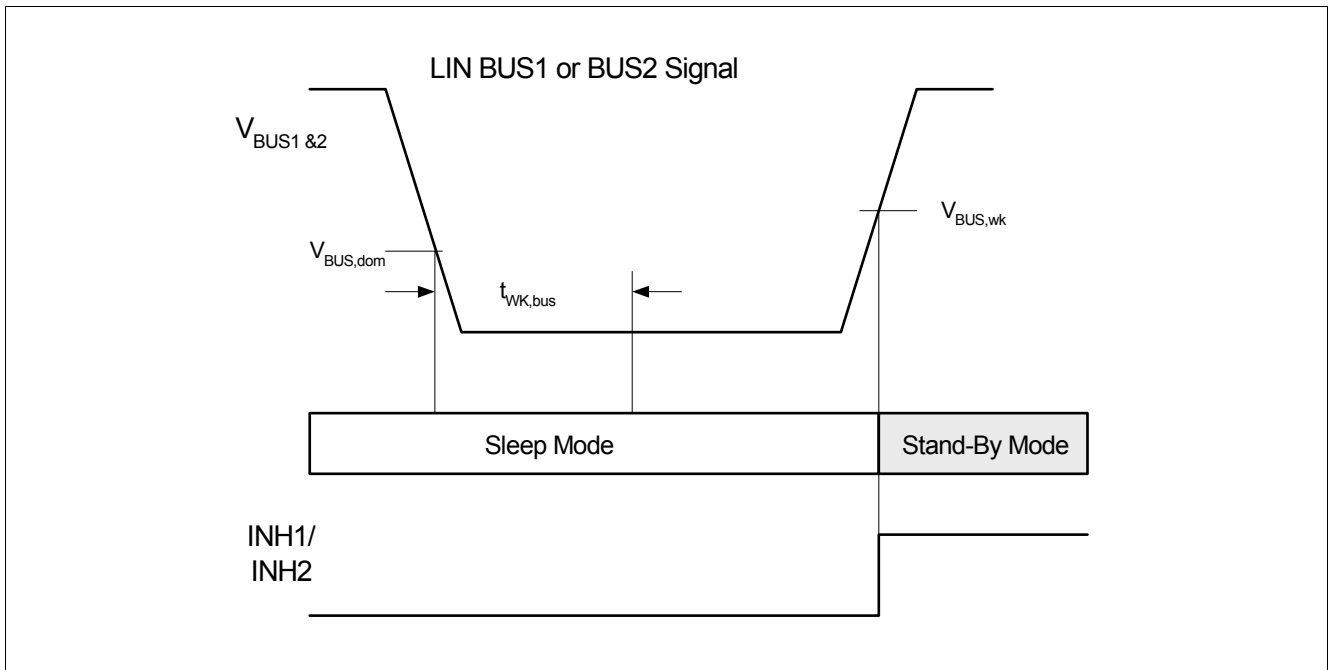 LIN BUS1 or BUS2 Signal
VBUS1 &2
VBUS,wk
VBUS,dom
tWK,bus
Sleep Mode
Stand-By Mode
INH1/
INH2